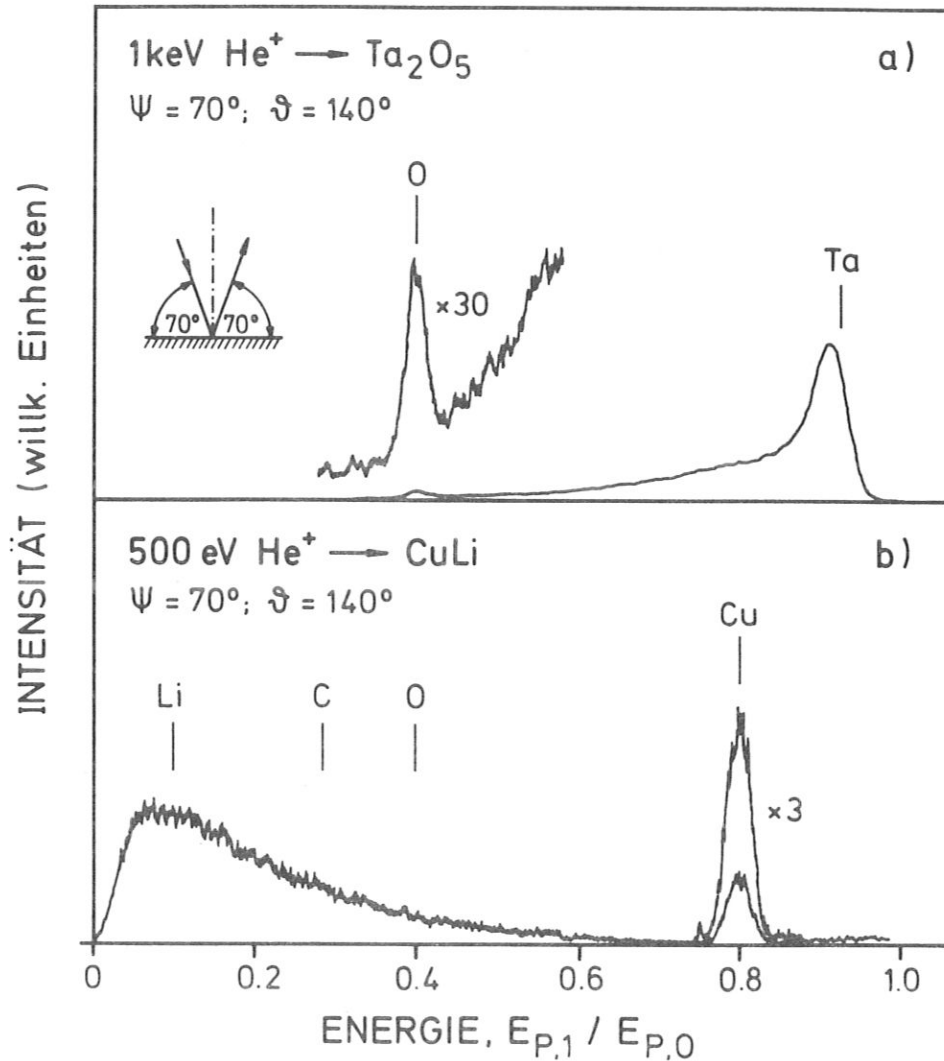 1keV He⁺ → Ta₂O₅
a)
Ψ = 70°; ϑ = 140°
O
×30
Ta
70° 70°
500 eV He⁺ → CuLi
b)
Ψ = 70°; ϑ = 140°
Cu
Li C O
×3
0 0.2 0.4 0.6 0.8 1.0
ENERGIE, E_P,1 / E_P,0
INTENSITÄT (willk. Einheiten)